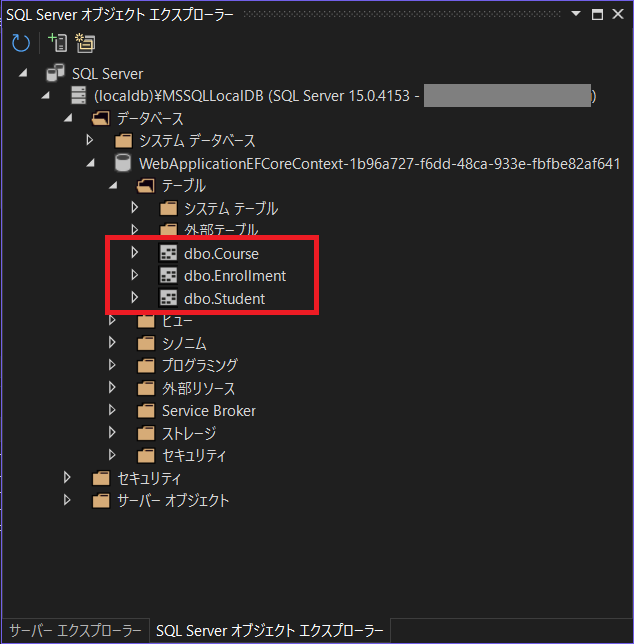 SQL Server オブジェクト エクスプローラー
SQL Server
(localdb)¥MSSQLLocalDB (SQL Server 15.0.4153 - )
データベース
システム データベース
WebApplicationEFCoreContext-1b96a727-f6dd-48ca-933e-fbfbe82af641
テーブル
システム テーブル
外部テーブル
dbo.Course
dbo.Enrollment
dbo.Student
ビュー
シノニム
プログラミング
外部リソース
Service Broker
ストレージ
セキュリティ
セキュリティ
サーバー オブジェクト
サーバー エクスプローラー
SQL Server オブジェクト エクスプローラー